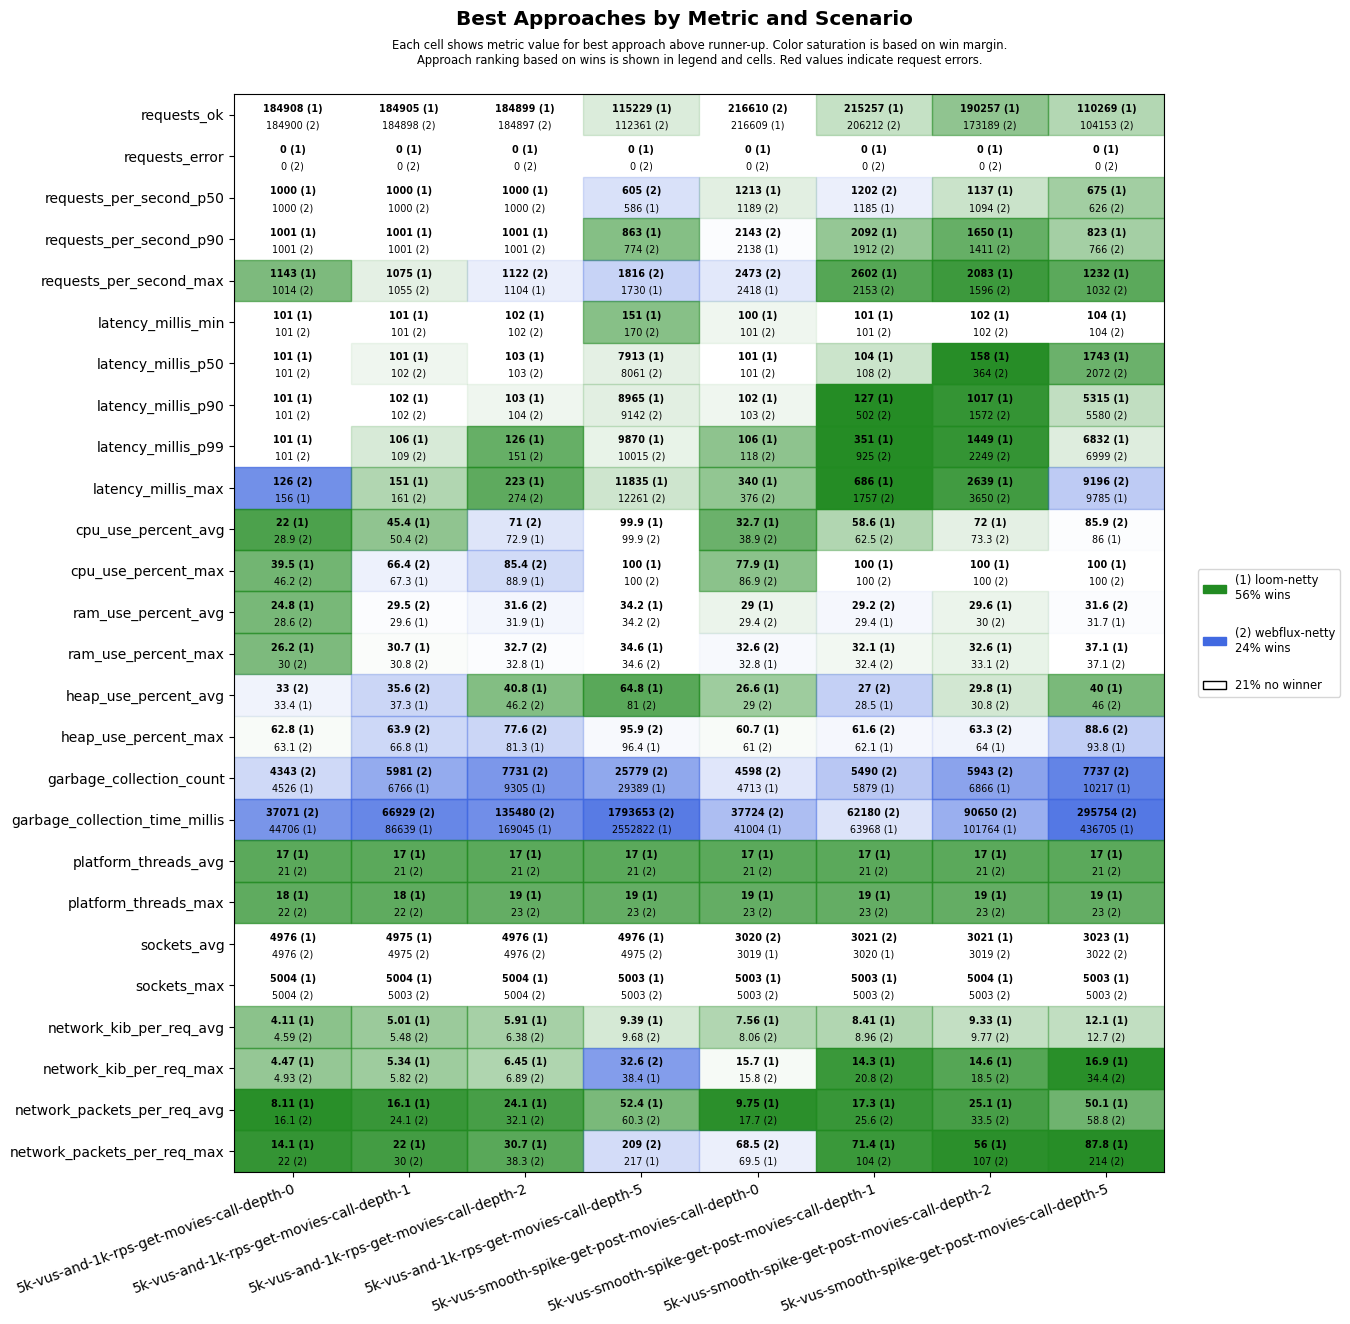 Best Approaches by Metric and Scenario
Each cell shows metric value for best approach above runner-up. Color saturation is based on win margin.
Approach ranking based on wins is shown in legend and cells. Red values indicate request errors.
requests_ok
184908 (1) 184905 (1) 184899 (1) 115229 (1) 216610 (2) 215257 (1) 190257 (1) 110269 (1)
184900 (2) 184898 (2) 184897 (2) 112361 (2) 216609 (1) 206212 (2) 173189 (2) 104153 (2)
requests_error
0 (1) 0 (1) 0 (1) 0 (1) 0 (1) 0 (1) 0 (1) 0 (1)
0 (2) 0 (2) 0 (2) 0 (2) 0 (2) 0 (2) 0 (2) 0 (2)
requests_per_second_p50
1000 (1) 1000 (1) 1000 (1) 605 (2) 1213 (1) 1202 (2) 1137 (1) 675 (1)
1000 (2) 1000 (2) 1000 (2) 586 (1) 1189 (2) 1185 (1) 1094 (2) 626 (2)
requests_per_second_p90
1001 (1) 1001 (1) 1001 (1) 863 (1) 2143 (2) 2092 (1) 1650 (1) 823 (1)
1001 (2) 1001 (2) 1001 (2) 774 (2) 2138 (1) 1912 (2) 1411 (2) 766 (2)
requests_per_second_max
1143 (1) 1075 (1) 1122 (2) 1816 (2) 2473 (2) 2602 (1) 2083 (1) 1232 (1)
1014 (2) 1055 (2) 1104 (1) 1730 (1) 2418 (1) 2153 (2) 1596 (2) 1032 (2)
latency_millis_min
101 (1) 101 (1) 102 (1) 151 (1) 100 (1) 101 (1) 102 (1) 104 (1)
101 (2) 101 (2) 102 (2) 170 (2) 101 (2) 101 (2) 102 (2) 104 (2)
latency_millis_p50
101 (1) 101 (1) 103 (1) 7913 (1) 101 (1) 104 (1) 158 (1) 1743 (1)
101 (2) 102 (2) 103 (2) 8061 (2) 101 (2) 108 (2) 364 (2) 2072 (2)
latency_millis_p90
101 (1) 102 (1) 103 (1) 8965 (1) 102 (1) 127 (1) 1017 (1) 5315 (1)
101 (2) 102 (2) 104 (2) 9142 (2) 103 (2) 502 (2) 1572 (2) 5580 (2)
latency_millis_p99
101 (1) 106 (1) 126 (1) 9870 (1) 106 (1) 351 (1) 1449 (1) 6832 (1)
101 (2) 109 (2) 151 (2) 10015 (2) 118 (2) 925 (2) 2249 (2) 6999 (2)
latency_millis_max
126 (2) 151 (1) 223 (1) 11835 (1) 340 (1) 686 (1) 2639 (1) 9196 (2)
156 (1) 161 (2) 274 (2) 12261 (2) 376 (2) 1757 (2) 3650 (2) 9785 (1)
cpu_use_percent_avg
22 (1) 45.4 (1) 71 (2) 99.9 (1) 32.7 (1) 58.6 (1) 72 (1) 85.9 (2)
28.9 (2) 50.4 (2) 72.9 (1) 99.9 (2) 38.9 (2) 62.5 (2) 73.3 (2) 86 (1)
cpu_use_percent_max
39.5 (1) 66.4 (2) 85.4 (2) 100 (1) 77.9 (1) 100 (1) 100 (1) 100 (1)
46.2 (2) 67.3 (1) 88.9 (1) 100 (2) 86.9 (2) 100 (2) 100 (2) 100 (2)
ram_use_percent_avg
24.8 (1) 29.5 (2) 31.6 (2) 34.2 (1) 29 (1) 29.2 (2) 29.6 (1) 31.6 (2)
28.6 (2) 29.6 (1) 31.9 (1) 34.2 (2) 29.4 (2) 29.4 (1) 30 (2) 31.7 (1)
ram_use_percent_max
26.2 (1) 30.7 (1) 32.7 (2) 34.6 (1) 32.6 (2) 32.1 (1) 32.6 (1) 37.1 (1)
30 (2) 30.8 (2) 32.8 (1) 34.6 (2) 32.8 (1) 32.4 (2) 33.1 (2) 37.1 (2)
heap_use_percent_avg
33 (2) 35.6 (2) 40.8 (1) 64.8 (1) 26.6 (1) 27 (2) 29.8 (1) 40 (1)
33.4 (1) 37.3 (1) 46.2 (2) 81 (2) 29 (2) 28.5 (1) 30.8 (2) 46 (2)
heap_use_percent_max
62.8 (1) 63.9 (2) 77.6 (2) 95.9 (2) 60.7 (1) 61.6 (2) 63.3 (2) 88.6 (2)
63.1 (2) 66.8 (1) 81.3 (1) 96.4 (1) 61 (2) 62.1 (1) 64 (1) 93.8 (1)
garbage_collection_count
4343 (2) 5981 (2) 7731 (2) 25779 (2) 4598 (2) 5490 (2) 5943 (2) 7737 (2)
4526 (1) 6766 (1) 9305 (1) 29389 (1) 4713 (1) 5879 (1) 6866 (1) 10217 (1)
garbage_collection_time_millis
37071 (2) 66929 (2) 135480 (2) 1793653 (2) 37724 (2) 62180 (2) 90650 (2) 295754 (2)
44706 (1) 86639 (1) 169045 (1) 2552822 (1) 41004 (1) 63968 (1) 101764 (1) 436705 (1)
platform_threads_avg
17 (1) 17 (1) 17 (1) 17 (1) 17 (1) 17 (1) 17 (1) 17 (1)
21 (2) 21 (2) 21 (2) 21 (2) 21 (2) 21 (2) 21 (2) 21 (2)
platform_threads_max
18 (1) 18 (1) 19 (1) 19 (1) 19 (1) 19 (1) 19 (1) 19 (1)
22 (2) 22 (2) 23 (2) 23 (2) 23 (2) 23 (2) 23 (2) 23 (2)
sockets_avg
4976 (1) 4975 (1) 4976 (1) 4976 (1) 3020 (2) 3021 (2) 3021 (1) 3023 (1)
4976 (2) 4975 (2) 4976 (2) 4975 (2) 3019 (1) 3020 (1) 3019 (2) 3022 (2)
sockets_max
5004 (1) 5004 (1) 5004 (1) 5003 (1) 5003 (1) 5003 (1) 5004 (1) 5003 (1)
5004 (2) 5003 (2) 5004 (2) 5003 (2) 5003 (2) 5003 (2) 5003 (2) 5003 (2)
network_kib_per_req_avg
4.11 (1) 5.01 (1) 5.91 (1) 9.39 (1) 7.56 (1) 8.41 (1) 9.33 (1) 12.1 (1)
4.59 (2) 5.48 (2) 6.38 (2) 9.68 (2) 8.06 (2) 8.96 (2) 9.77 (2) 12.7 (2)
network_kib_per_req_max
4.47 (1) 5.34 (1) 6.45 (1) 32.6 (2) 15.7 (1) 14.3 (1) 14.6 (1) 16.9 (1)
4.93 (2) 5.82 (2) 6.89 (2) 38.4 (1) 15.8 (2) 20.8 (2) 18.5 (2) 34.4 (2)
network_packets_per_req_avg
8.11 (1) 16.1 (1) 24.1 (1) 52.4 (1) 9.75 (1) 17.3 (1) 25.1 (1) 50.1 (1)
16.1 (2) 24.1 (2) 32.1 (2) 60.3 (2) 17.7 (2) 25.6 (2) 33.5 (2) 58.8 (2)
network_packets_per_req_max
14.1 (1) 22 (1) 30.7 (1) 209 (2) 68.5 (2) 71.4 (1) 56 (1) 87.8 (1)
22 (2) 30 (2) 38.3 (2) 217 (1) 69.5 (1) 104 (2) 107 (2) 214 (2)
5k-vus-and-1k-rps-get-movies-call-depth-0
5k-vus-and-1k-rps-get-movies-call-depth-1
5k-vus-and-1k-rps-get-movies-call-depth-2
5k-vus-and-1k-rps-get-movies-call-depth-5
5k-vus-smooth-spike-get-post-movies-call-depth-0
5k-vus-smooth-spike-get-post-movies-call-depth-1
5k-vus-smooth-spike-get-post-movies-call-depth-2
5k-vus-smooth-spike-get-post-movies-call-depth-5
(1) loom-netty
56% wins
(2) webflux-netty
24% wins
21% no winner